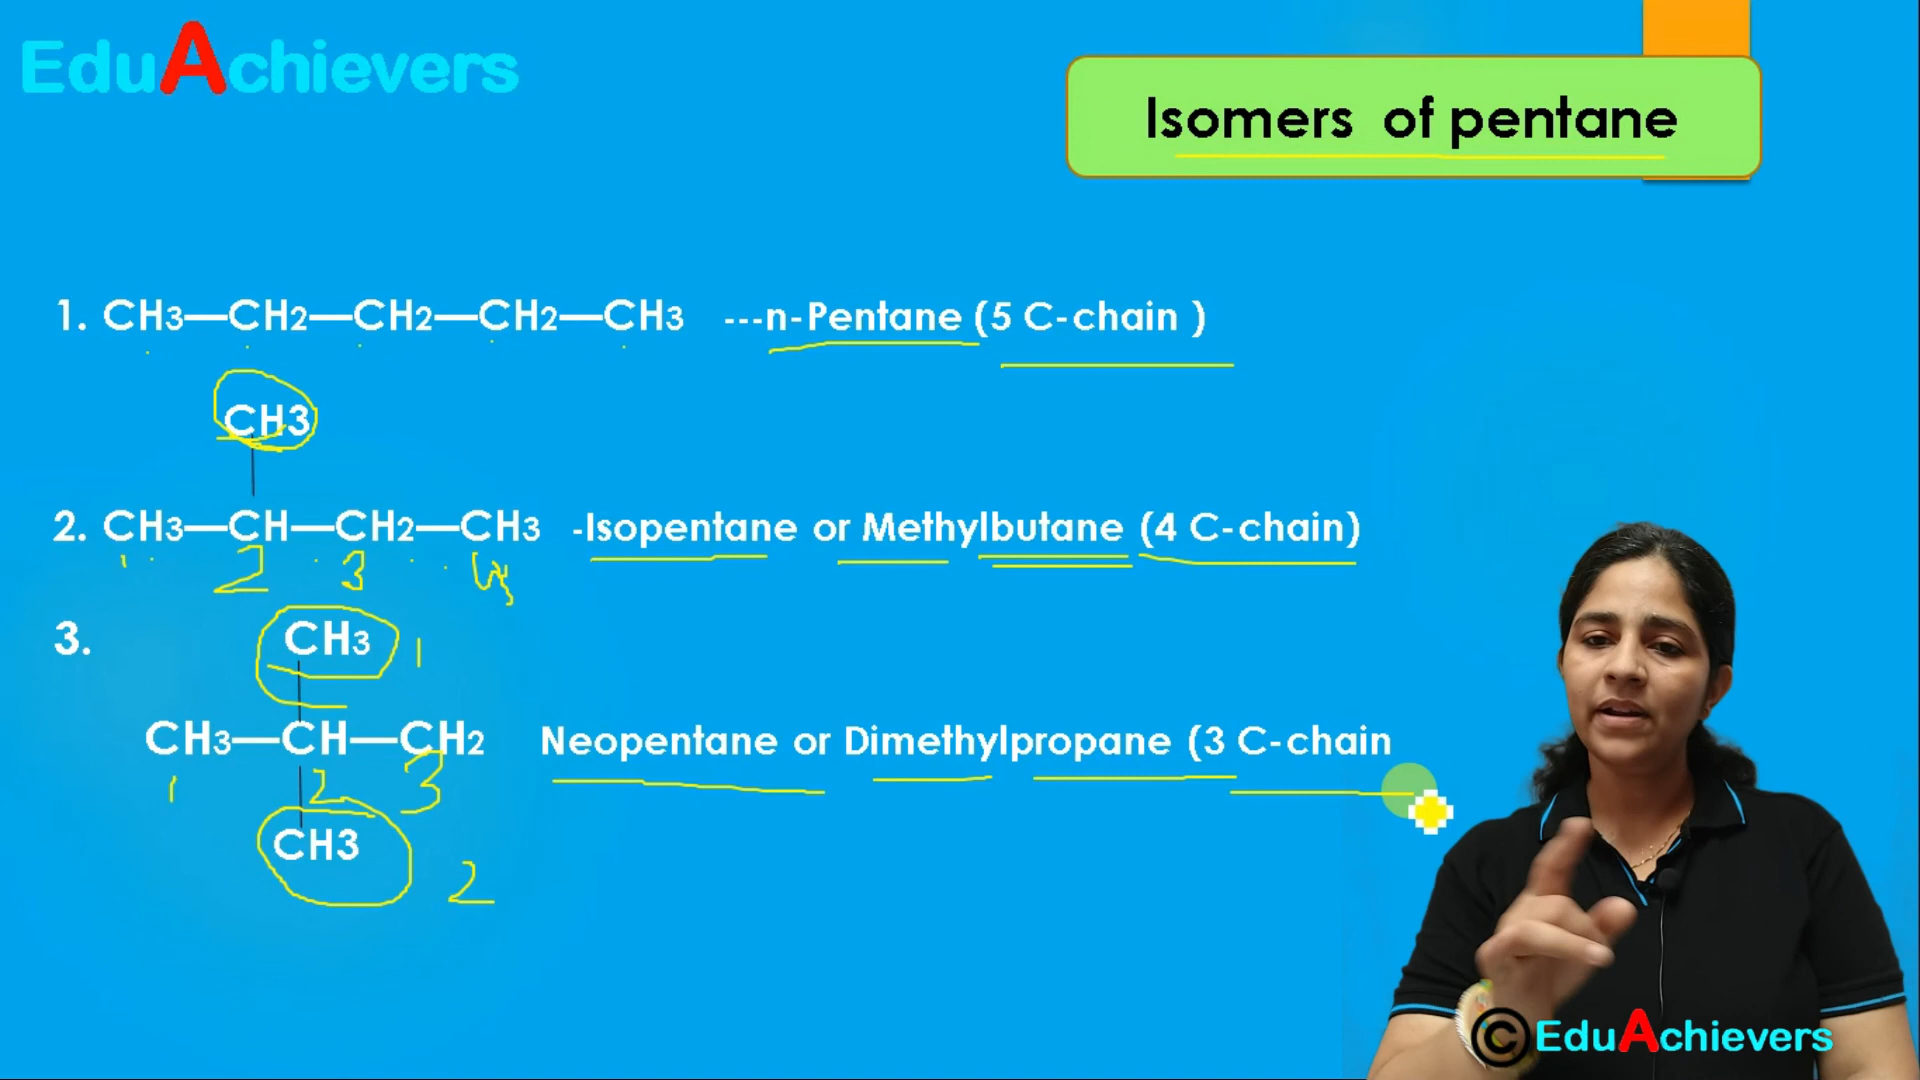 EduAchievers
Isomers of pentane
1. CH3—CH2—CH2—CH2—CH3 ---n-Pentane (5 C-chain )
CH3
2. CH3—CH—CH2—CH3 -Isopentane or Methylbutane (4 C-chain)
1 2 3 4
3.
CH3 1
CH3—CH—CH2 Neopentane or Dimethylpropane (3 C-chain
1 2 3
CH3 2
© EduAchievers